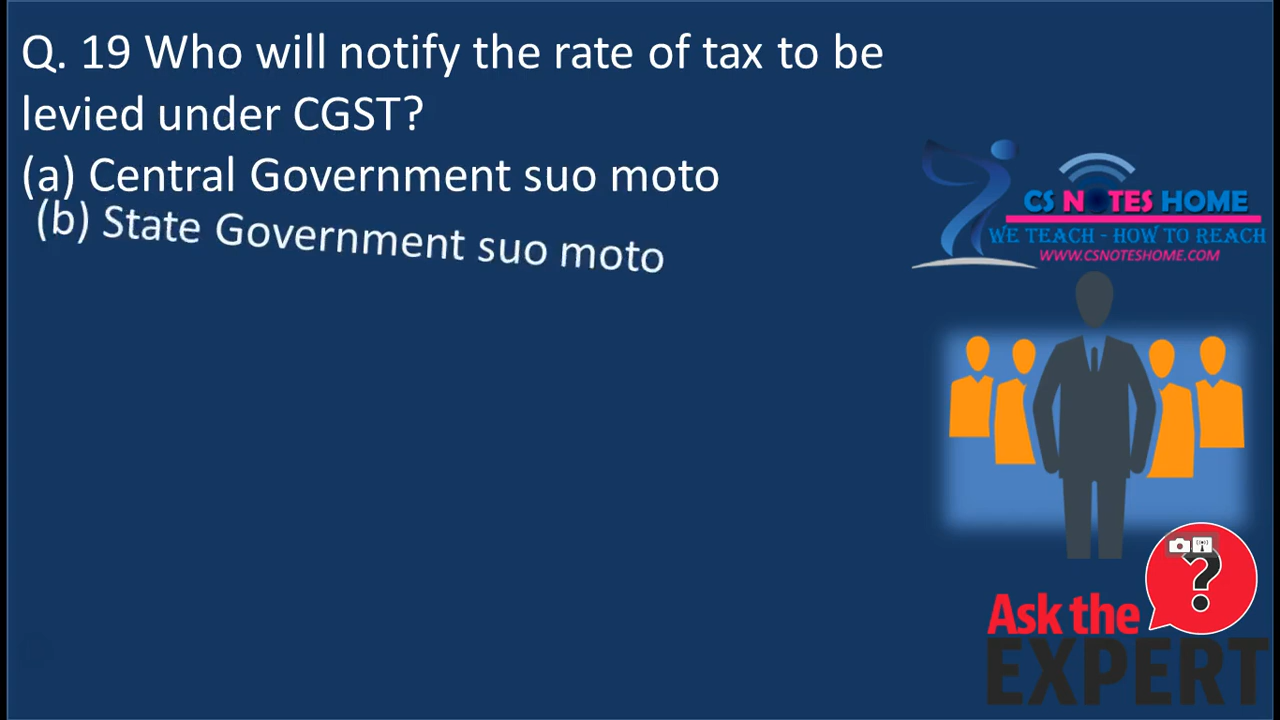 Q. 19 Who will notify the rate of tax to be
levied under CGST?
(a) Central Government suo moto
(b) State Government suo moto
CS NOTES HOME
WE TEACH - HOW TO REACH
WWW.CSNOTESHOME.COM
?
Ask the
EXPERT